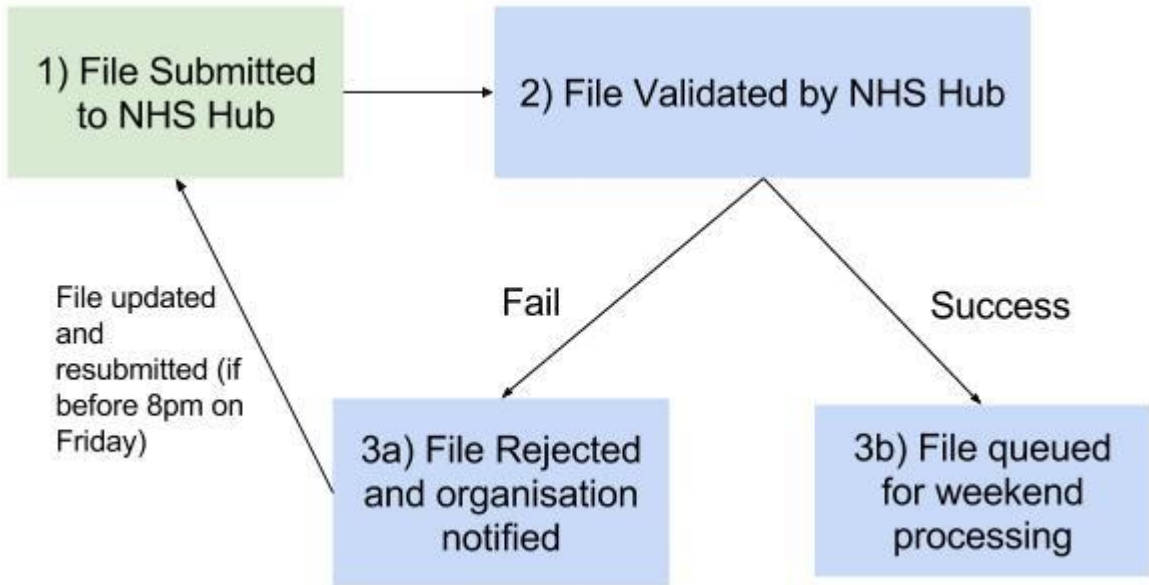 1) File Submitted
to NHS Hub
2) File Validated by NHS Hub
Fail
Success
File updated
and
resubmitted (if
before 8pm on
Friday)
3a) File Rejected
and organisation
notified
3b) File queued
for weekend
processing